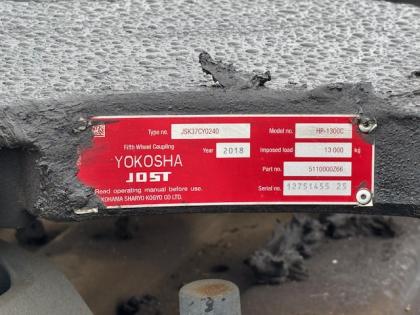 Type no. JSK37CY0240 Model no. HP-1300C
Fifth Wheel Coupling Year 2018 Imposed load 13 000 kg
YOKOSHA
Part no. 5110000Z66
JOST
Serial no. 12751455 25
Read operating manual before use.
YOKOHAMA SHARYO KOGYO CO LTD.